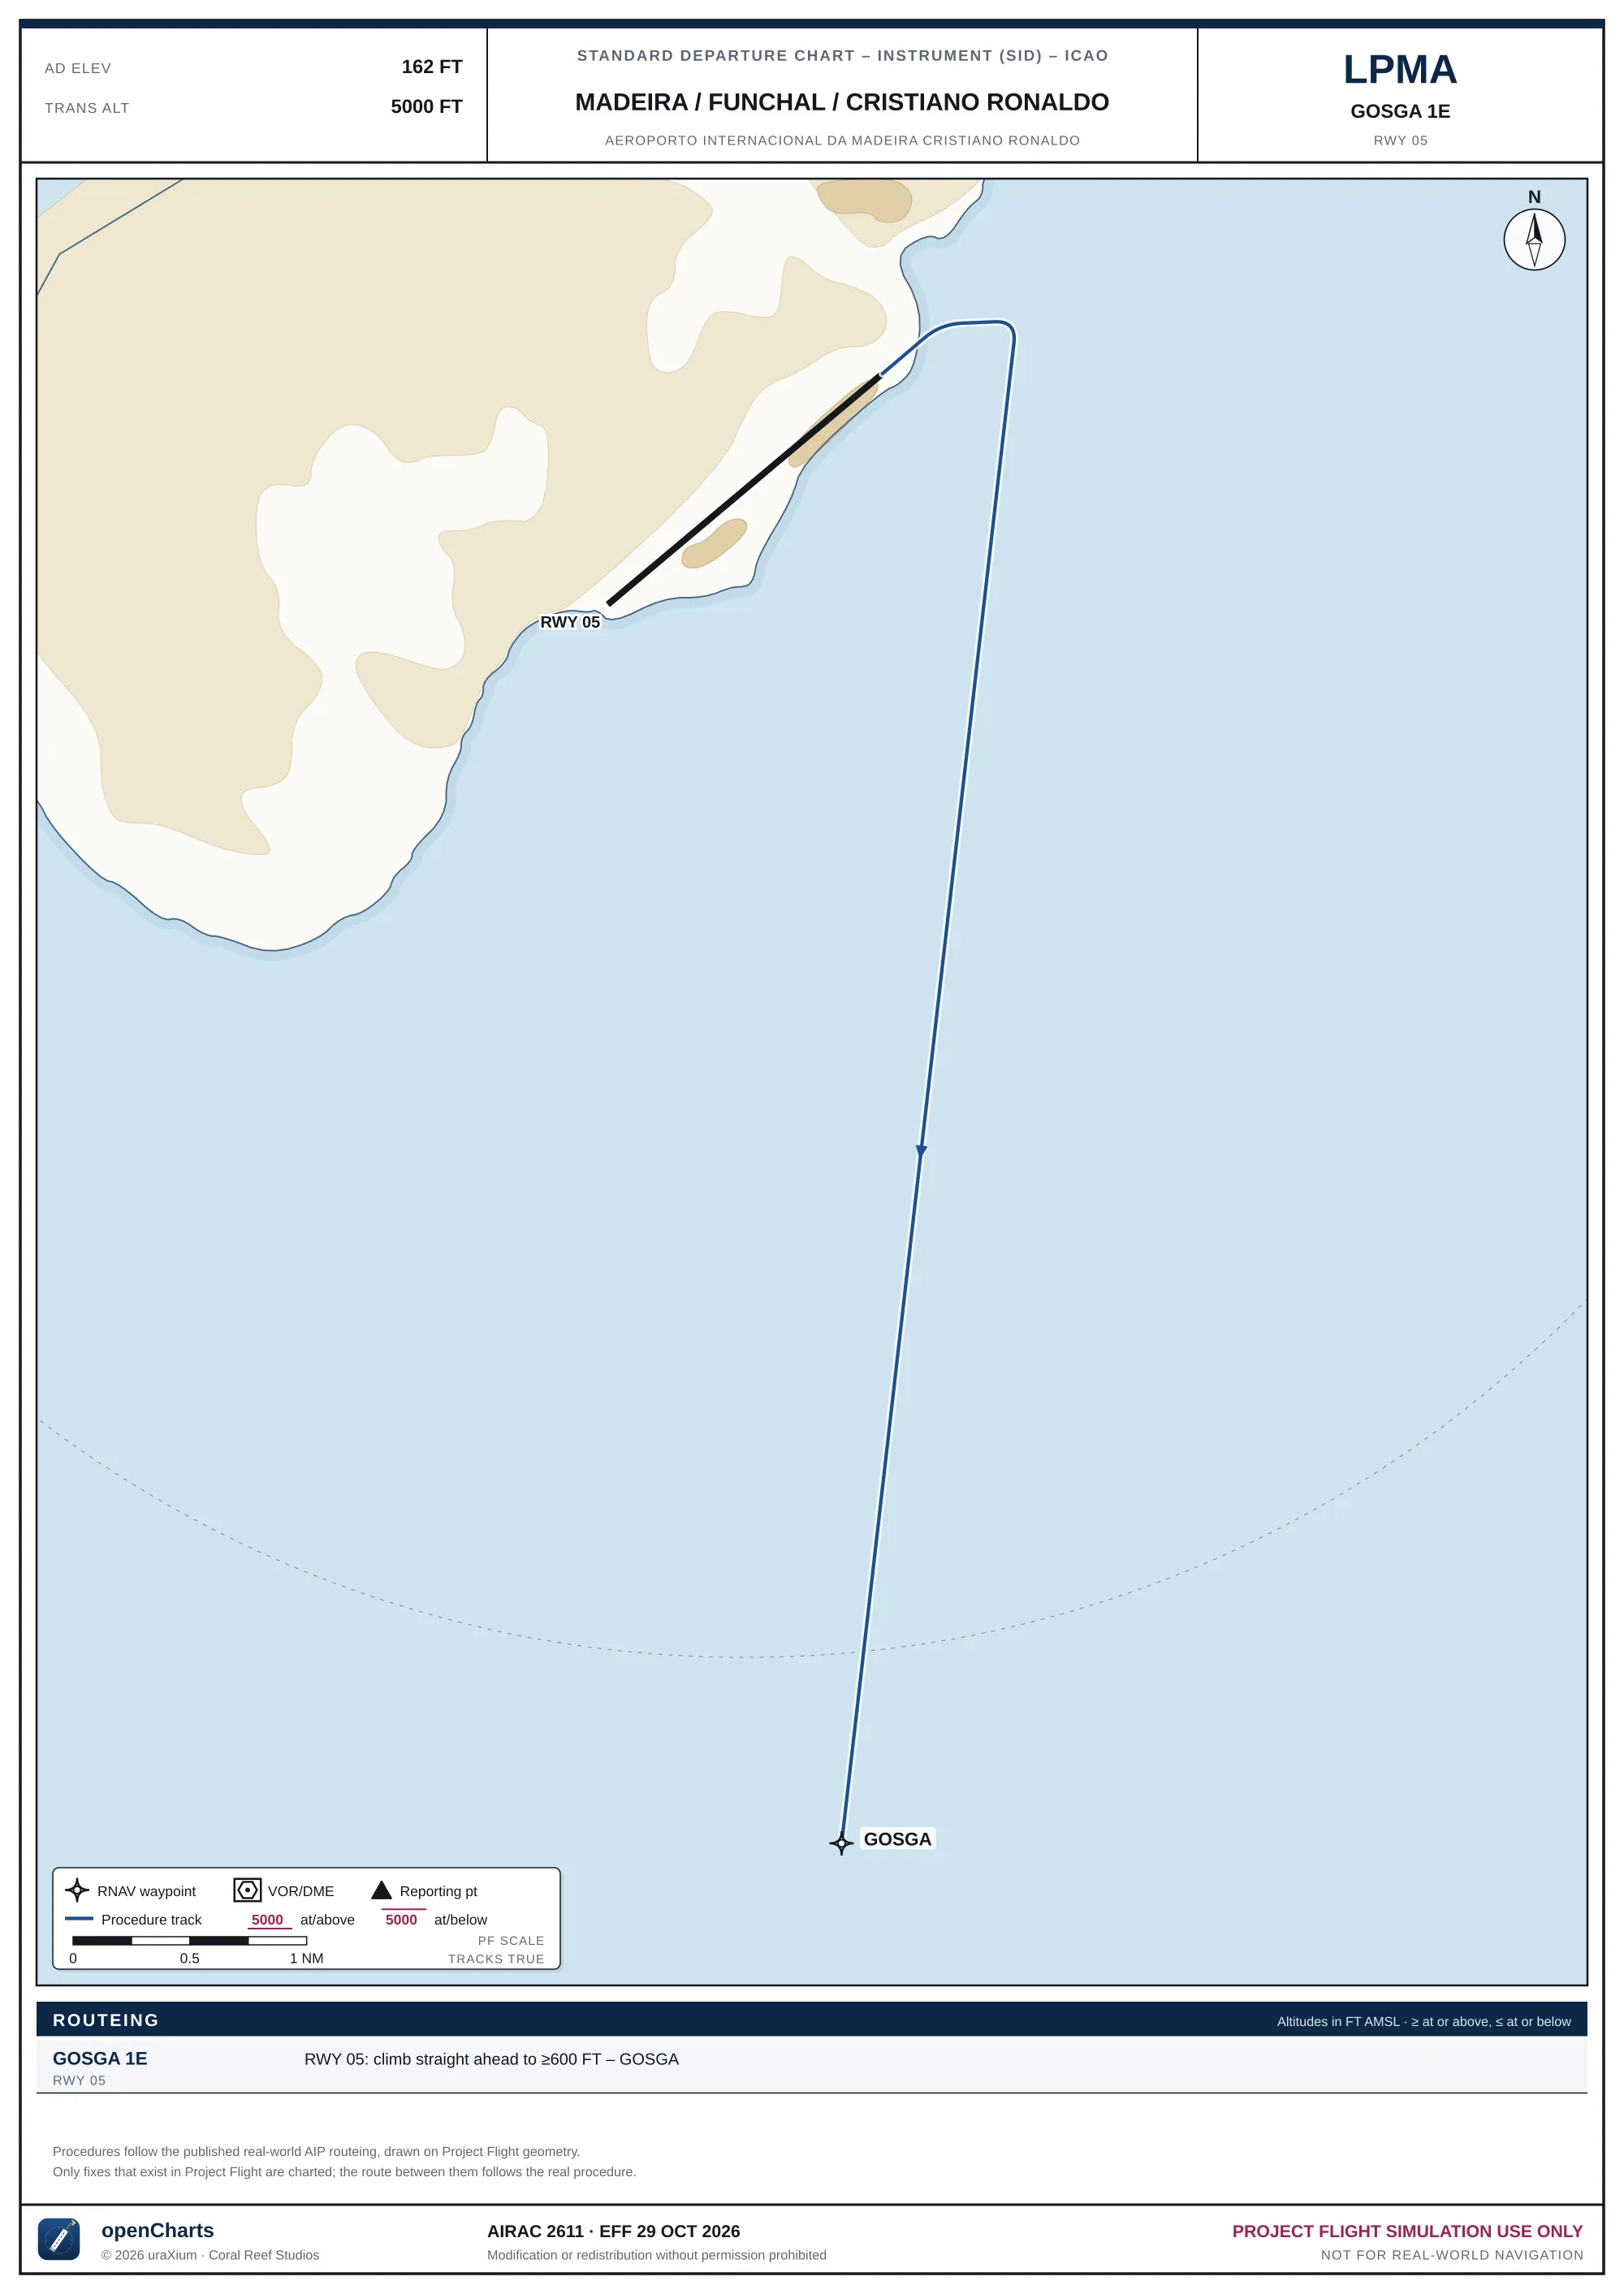 AD ELEV 162 FT
TRANS ALT 5000 FT
STANDARD DEPARTURE CHART – INSTRUMENT (SID) – ICAO
MADEIRA / FUNCHAL / CRISTIANO RONALDO
AEROPORTO INTERNACIONAL DA MADEIRA CRISTIANO RONALDO
LPMA
GOSGA 1E
RWY 05
N
RWY 05
GOSGA
RNAV waypoint VOR/DME Reporting pt
Procedure track 5000 at/above 5000 at/below
PF SCALE
0 0.5 1 NM TRACKS TRUE
ROUTEING Altitudes in FT AMSL · ≥ at or above, ≤ at or below
GOSGA 1E RWY 05: climb straight ahead to ≥600 FT – GOSGA
RWY 05
Procedures follow the published real-world AIP routeing, drawn on Project Flight geometry.
Only fixes that exist in Project Flight are charted; the route between them follows the real procedure.
openCharts AIRAC 2611 · EFF 29 OCT 2026 PROJECT FLIGHT SIMULATION USE ONLY
© 2026 uraXium · Coral Reef Studios Modification or redistribution without permission prohibited NOT FOR REAL-WORLD NAVIGATION